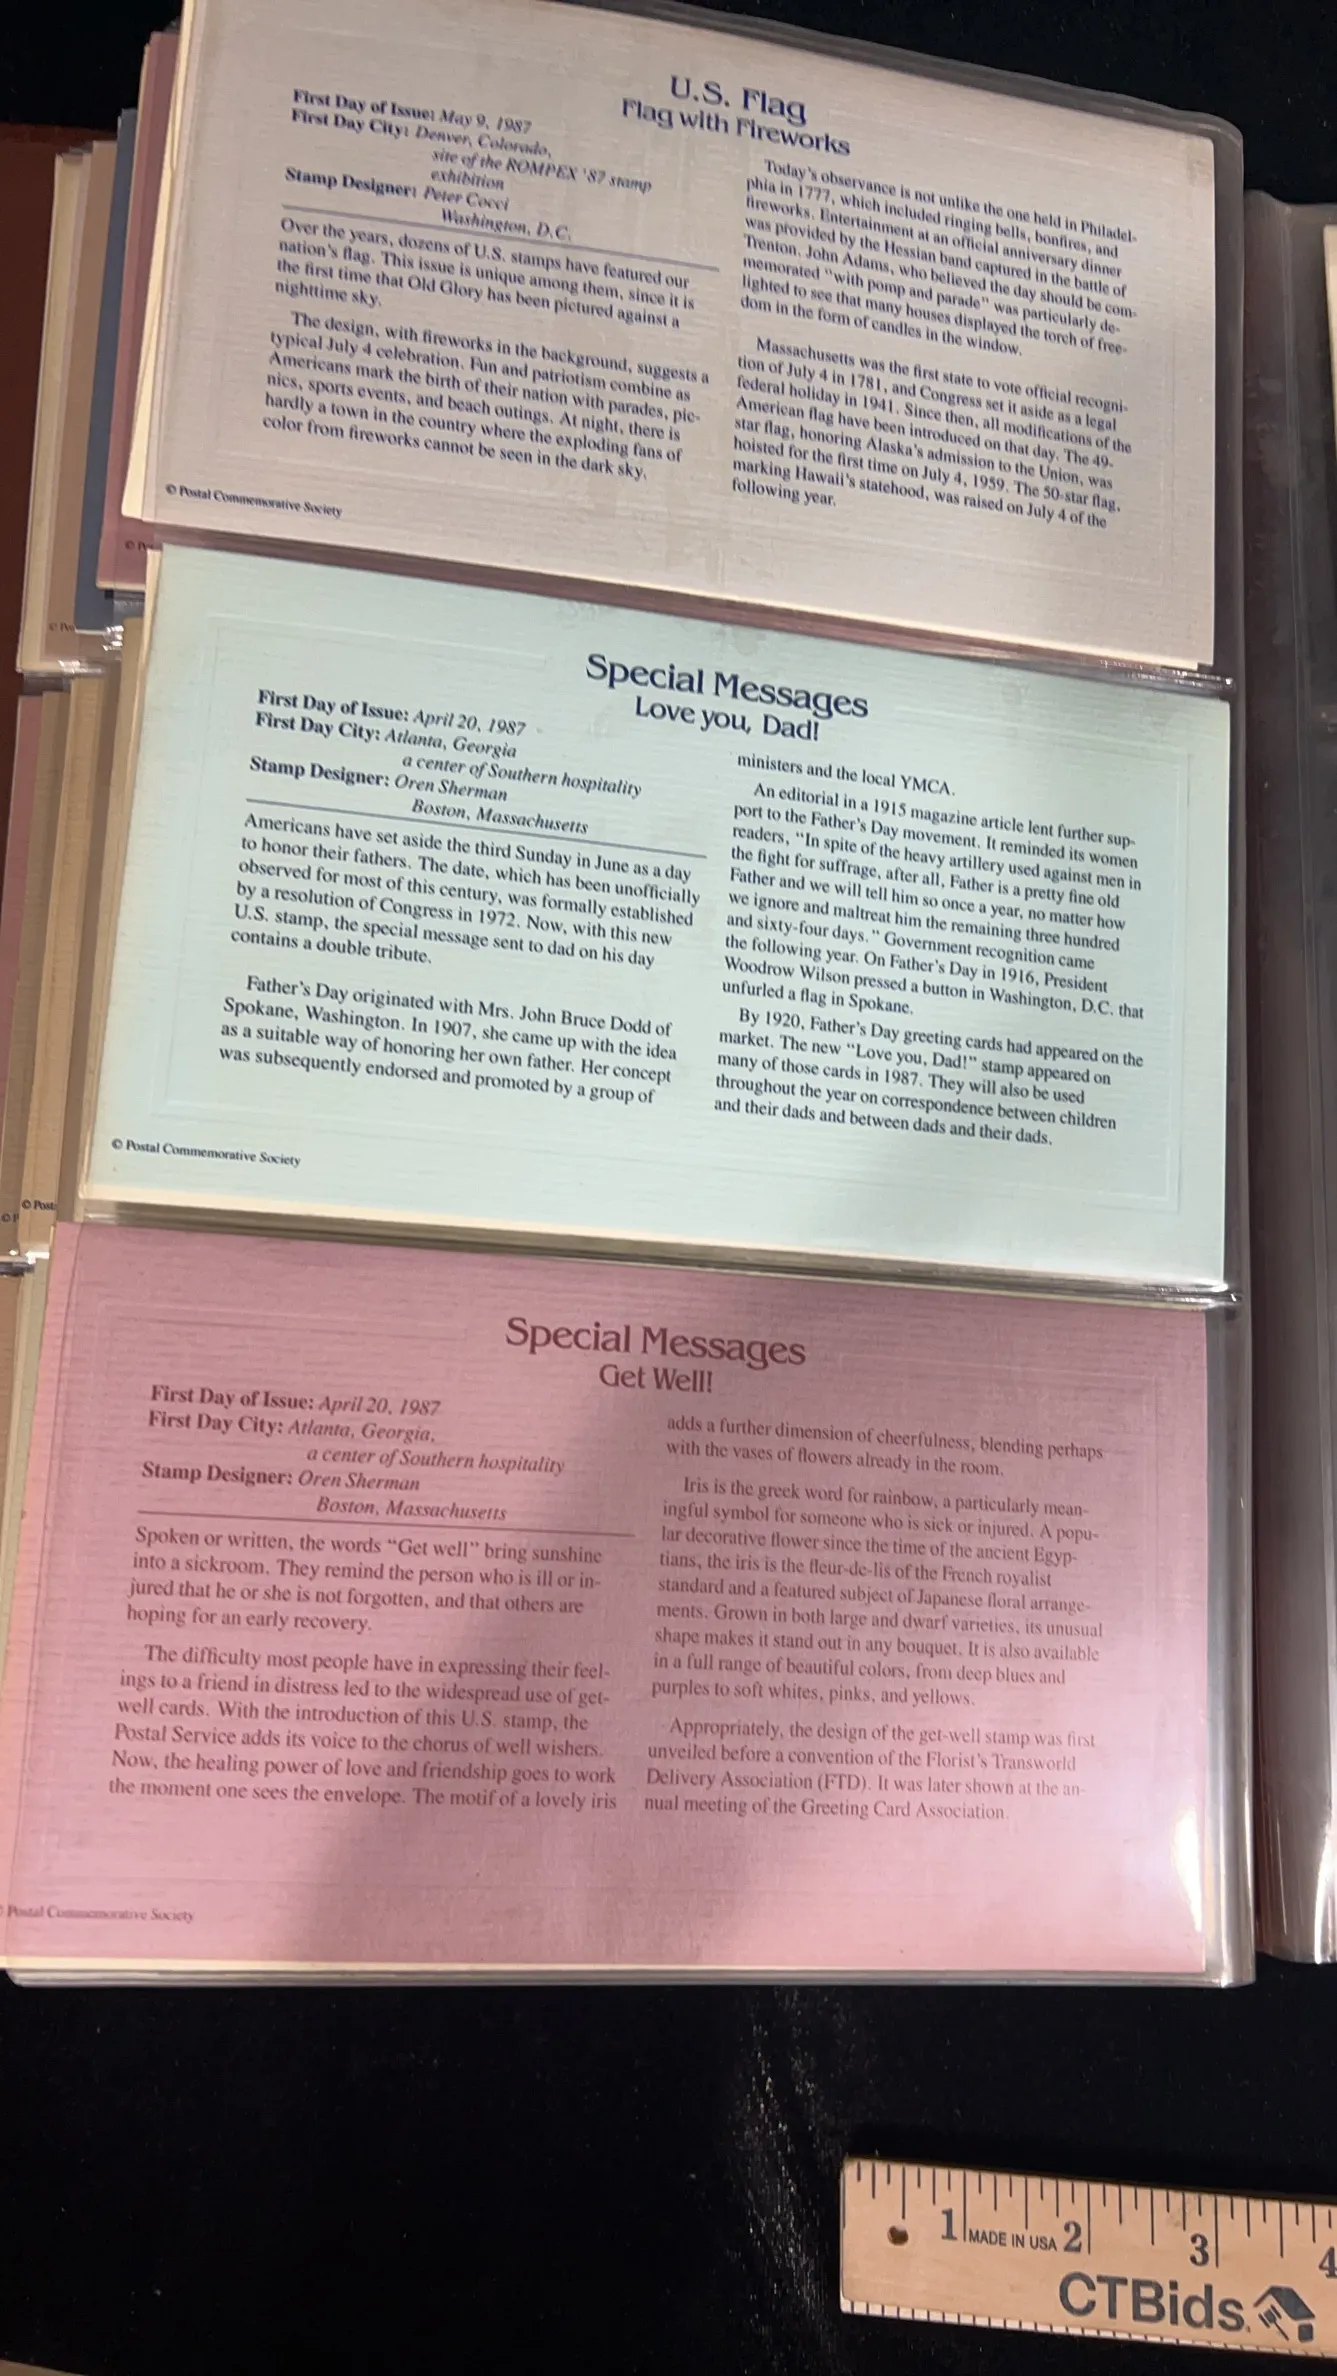 U.S. Flag
Flag with Fireworks
First Day of Issue: May 9, 1987
First Day City: Denver, Colorado,
site of the ROMPEX '87 stamp
exhibition
Stamp Designer: Peter Cocci
Washington, D.C.
Over the years, dozens of U.S. stamps have featured our
nation's flag. This issue is unique among them, since it is
the first time that Old Glory has been pictured against a
nighttime sky.
The design, with fireworks in the background, suggests a
typical July 4 celebration. Fun and patriotism combine as
Americans mark the birth of their nation with parades, pic-
nics, sports events, and beach outings. At night, there is
hardly a town in the country where the exploding fans of
color from fireworks cannot be seen in the dark sky.
Today's observance is not unlike the one held in Philadel-
phia in 1777, which included ringing bells, bonfires, and
fireworks. Entertainment at an official anniversary dinner
was provided by the Hessian band captured in the battle of
Trenton. John Adams, who believed the day should be com-
memorated "with pomp and parade" was particularly de-
lighted to see that many houses displayed the torch of free-
dom in the form of candles in the window.
Massachusetts was the first state to vote official recogni-
tion of July 4 in 1781, and Congress set it aside as a legal
federal holiday in 1941. Since then, all modifications of the
American flag have been introduced on that day. The 49-
star flag, honoring Alaska's admission to the Union, was
hoisted for the first time on July 4, 1959. The 50-star flag,
marking Hawaii's statehood, was raised on July 4 of the
following year.
© Postal Commemorative Society
Special Messages
Love you, Dad!
First Day of Issue: April 20, 1987
First Day City: Atlanta, Georgia
a center of Southern hospitality
Stamp Designer: Oren Sherman
Boston, Massachusetts
Americans have set aside the third Sunday in June as a day
to honor their fathers. The date, which has been unofficially
observed for most of this century, was formally established
by a resolution of Congress in 1972. Now, with this new
U.S. stamp, the special message sent to dad on his day
contains a double tribute.
Father's Day originated with Mrs. John Bruce Dodd of
Spokane, Washington. In 1907, she came up with the idea
as a suitable way of honoring her own father. Her concept
was subsequently endorsed and promoted by a group of
ministers and the local YMCA.
An editorial in a 1915 magazine article lent further sup-
port to the Father's Day movement. It reminded its women
readers, "In spite of the heavy artillery used against men in
the fight for suffrage, after all, Father is a pretty fine old
Father and we will tell him so once a year, no matter how
we ignore and maltreat him the remaining three hundred
and sixty-four days." Government recognition came
the following year. On Father's Day in 1916, President
Woodrow Wilson pressed a button in Washington, D.C. that
unfurled a flag in Spokane.
By 1920, Father's Day greeting cards had appeared on the
market. The new "Love you, Dad!" stamp appeared on
many of those cards in 1987. They will also be used
throughout the year on correspondence between children
and their dads and between dads and their dads.
© Postal Commemorative Society
Special Messages
Get Well!
First Day of Issue: April 20, 1987
First Day City: Atlanta, Georgia,
a center of Southern hospitality
Stamp Designer: Oren Sherman
Boston, Massachusetts
Spoken or written, the words "Get well" bring sunshine
into a sickroom. They remind the person who is ill or in-
jured that he or she is not forgotten, and that others are
hoping for an early recovery.
The difficulty most people have in expressing their feel-
ings to a friend in distress led to the widespread use of get-
well cards. With the introduction of this U.S. stamp, the
Postal Service adds its voice to the chorus of well wishers.
Now, the healing power of love and friendship goes to work
the moment one sees the envelope. The motif of a lovely iris
adds a further dimension of cheerfulness, blending perhaps
with the vases of flowers already in the room.
Iris is the greek word for rainbow, a particularly mean-
ingful symbol for someone who is sick or injured. A popu-
lar decorative flower since the time of the ancient Egyp-
tians, the iris is the fleur-de-lis of the French royalist
standard and a featured subject of Japanese floral arrange-
ments. Grown in both large and dwarf varieties, its unusual
shape makes it stand out in any bouquet. It is also available
in a full range of beautiful colors, from deep blues and
purples to soft whites, pinks, and yellows.
Appropriately, the design of the get-well stamp was first
unveiled before a convention of the Florist's Transworld
Delivery Association (FTD). It was later shown at the an-
nual meeting of the Greeting Card Association.
Postal Commemorative Society
1 MADE IN USA 2 3 4
CTBids